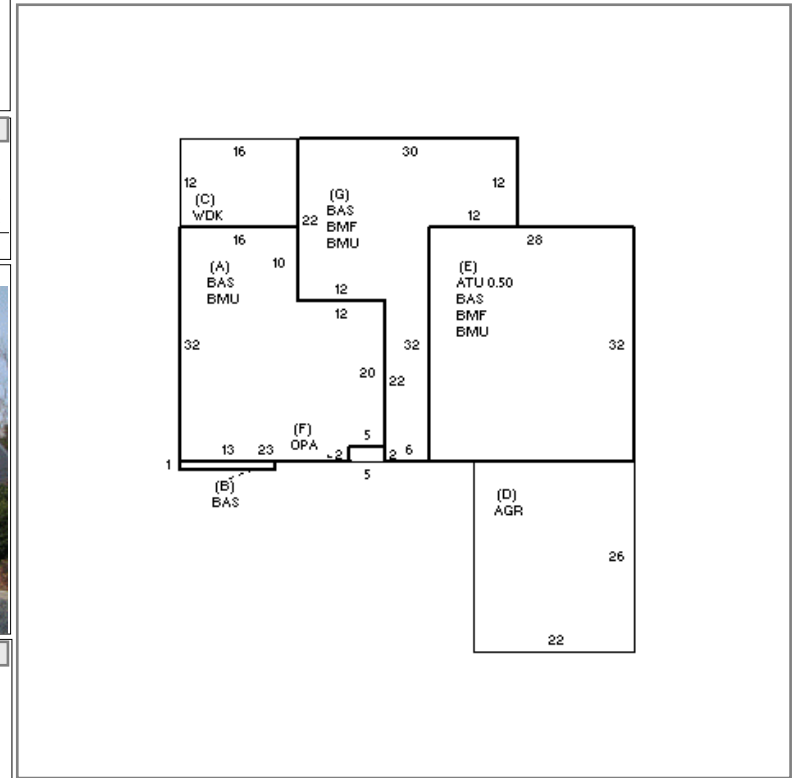 16
30
12
12
(C)
WDK
(G)
BAS
BMF
BMU
22
12
16
28
10
(A)
BAS
BMU
(E)
ATU 0.50
BAS
BMF
BMU
12
12
32
32
32
20
22
(F)
OPA
5
13
23
2
2
6
1
5
(B)
BAS
(D)
AGR
26
22